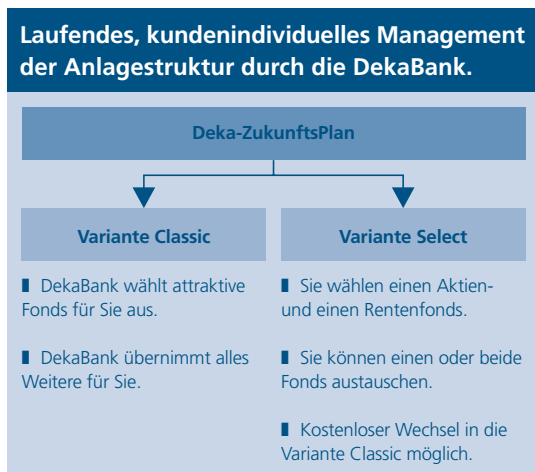 Laufendes, kundenindividuelles Management
der Anlagestruktur durch die DekaBank.
Deka-ZukunftsPlan
Variante Classic
DekaBank wählt attraktive
Fonds für Sie aus.
DekaBank übernimmt alles
Weitere für Sie.
Variante Select
Sie wählen einen Aktien-
und einen Rentenfonds.
Sie können einen oder beide
Fonds austauschen.
Kostenloser Wechsel in die
Variante Classic möglich.